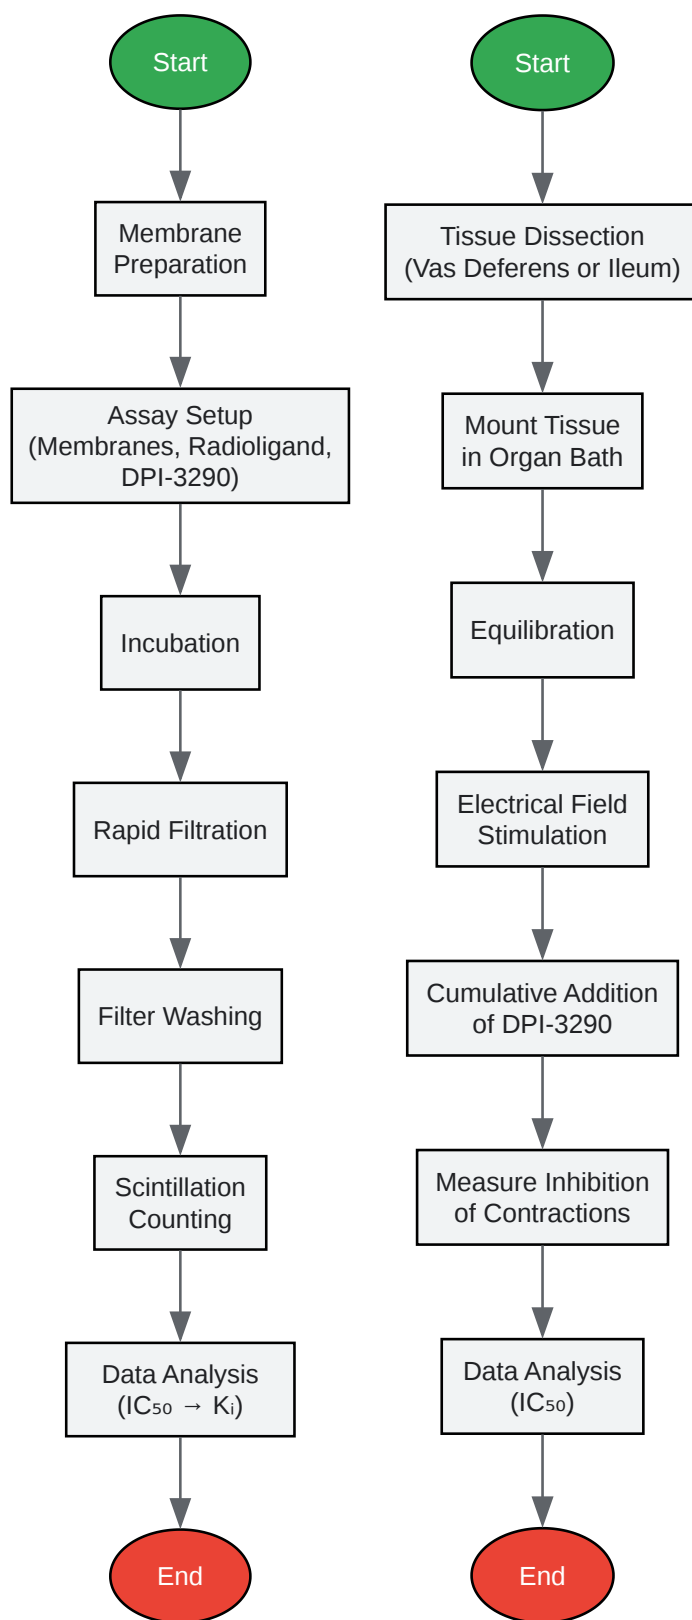 Start
Membrane
Preparation
Assay Setup
(Membranes, Radioligand,
DPI-3290)
Incubation
Rapid Filtration
Filter Washing
Scintillation
Counting
Data Analysis
(IC₅₀ → Kᵢ)
End
Start
Tissue Dissection
(Vas Deferens or Ileum)
Mount Tissue
in Organ Bath
Equilibration
Electrical Field
Stimulation
Cumulative Addition
of DPI-3290
Measure Inhibition
of Contractions
Data Analysis
(IC₅₀)
End